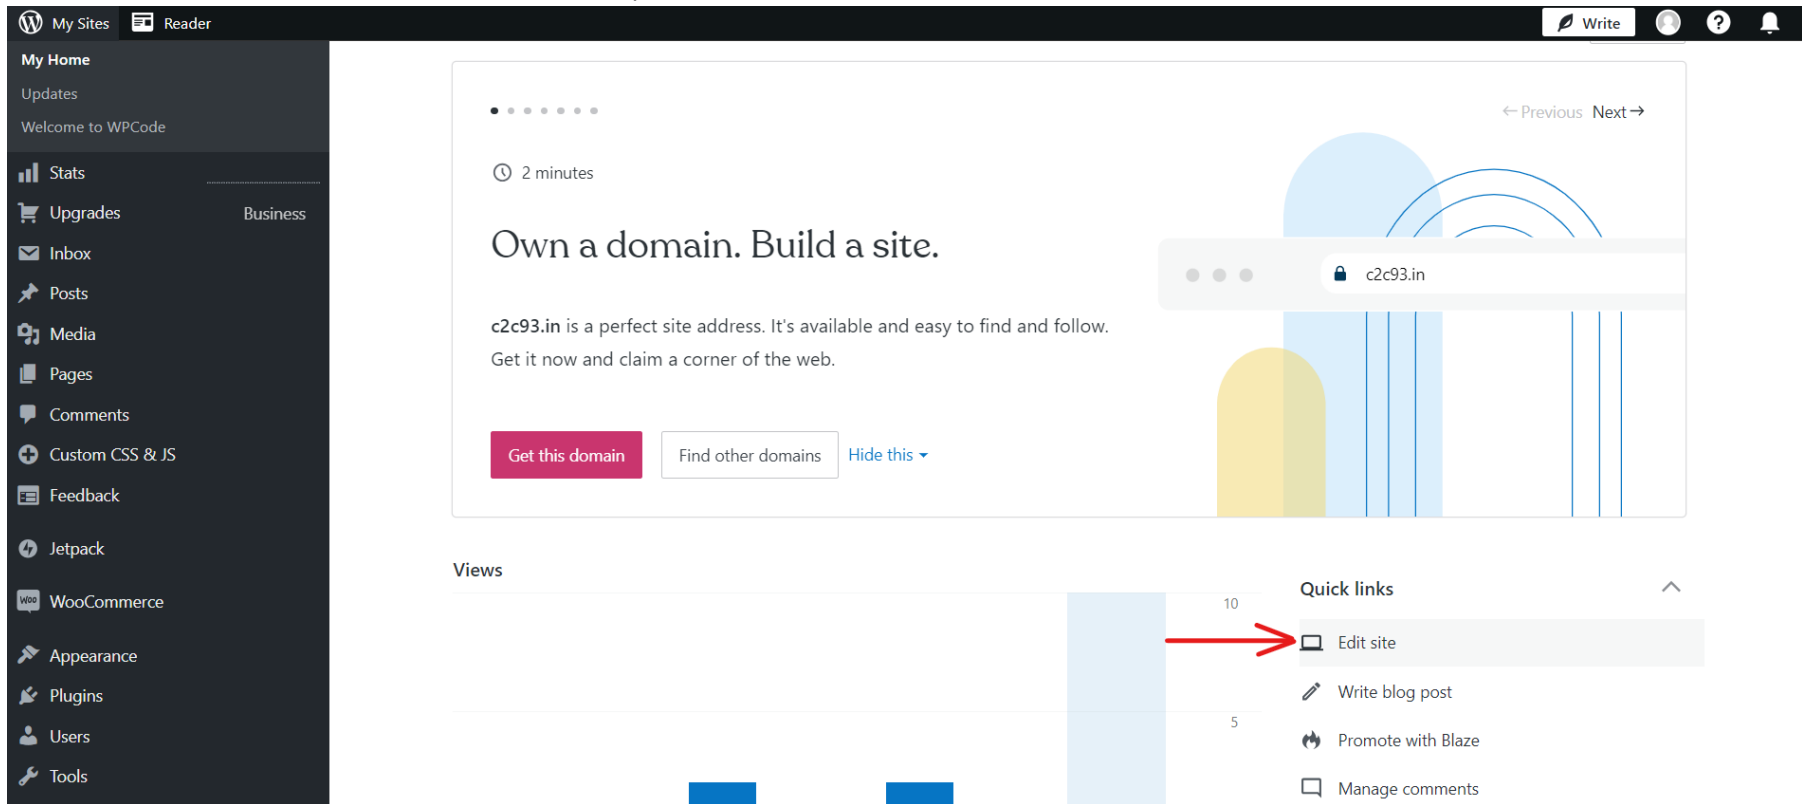 My Sites
Reader
Write
My Home
Updates
Welcome to WPCode
Stats
Upgrades
Business
Inbox
Posts
Media
Pages
Comments
Custom CSS & JS
Feedback
Jetpack
Woo
WooCommerce
Appearance
Plugins
Users
Tools
←Previous Next→
2 minutes
Own a domain. Build a site.
c2c93.in
c2c93.in is a perfect site address. It's available and easy to find and follow.
Get it now and claim a corner of the web.
Get this domain
Find other domains
Hide this
Views
10
5
Quick links
Edit site
Write blog post
Promote with Blaze
Manage comments